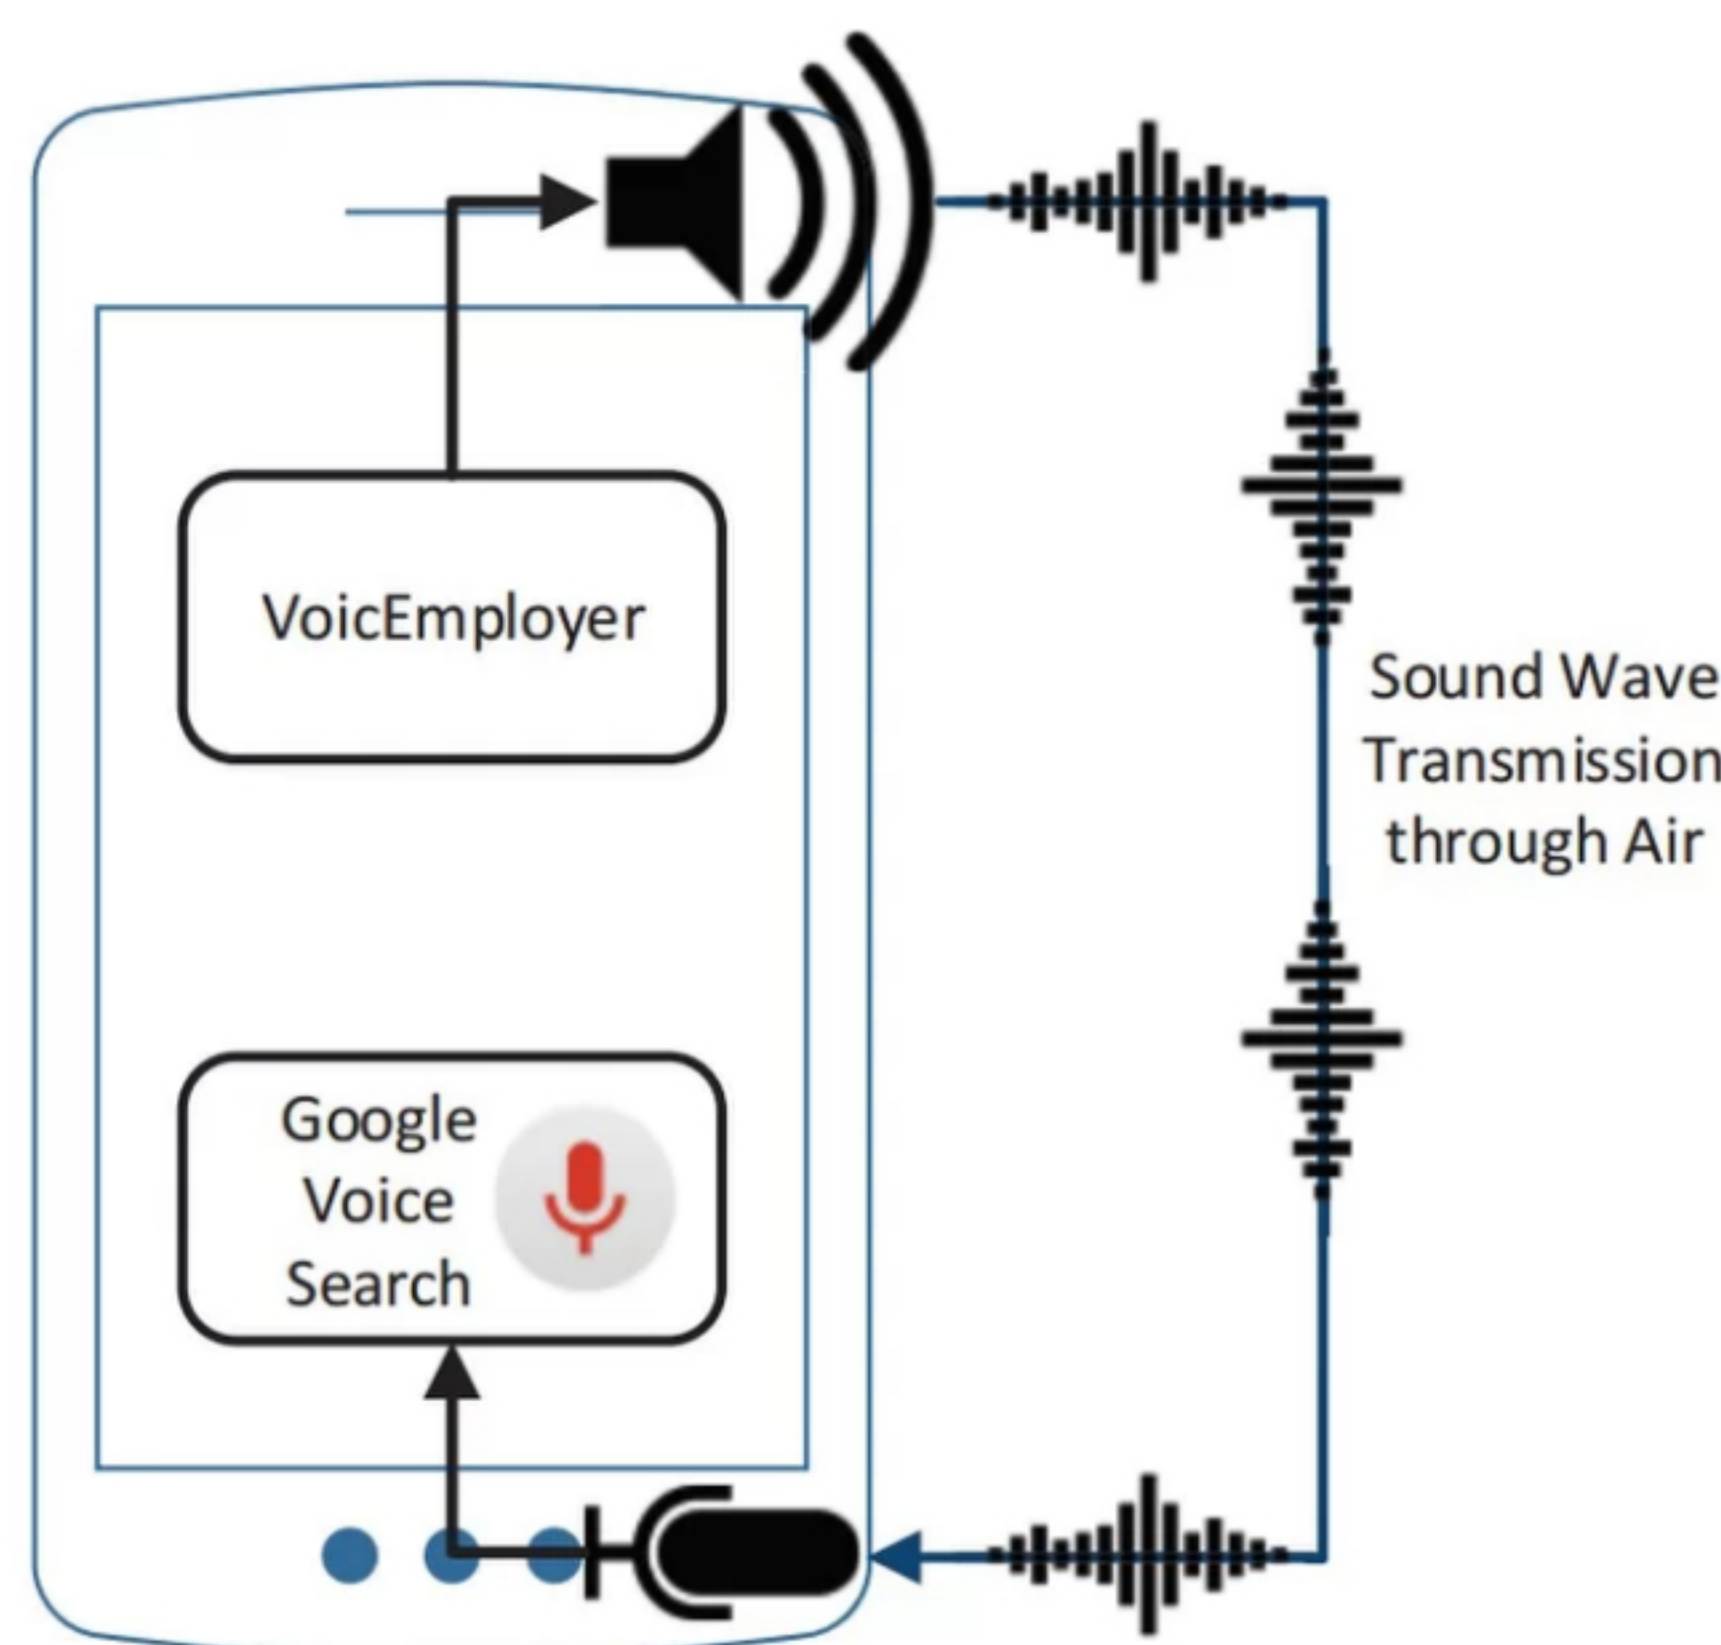 VoicEmployer
Sound Wave
Transmission
through Air
Google
Voice
Search